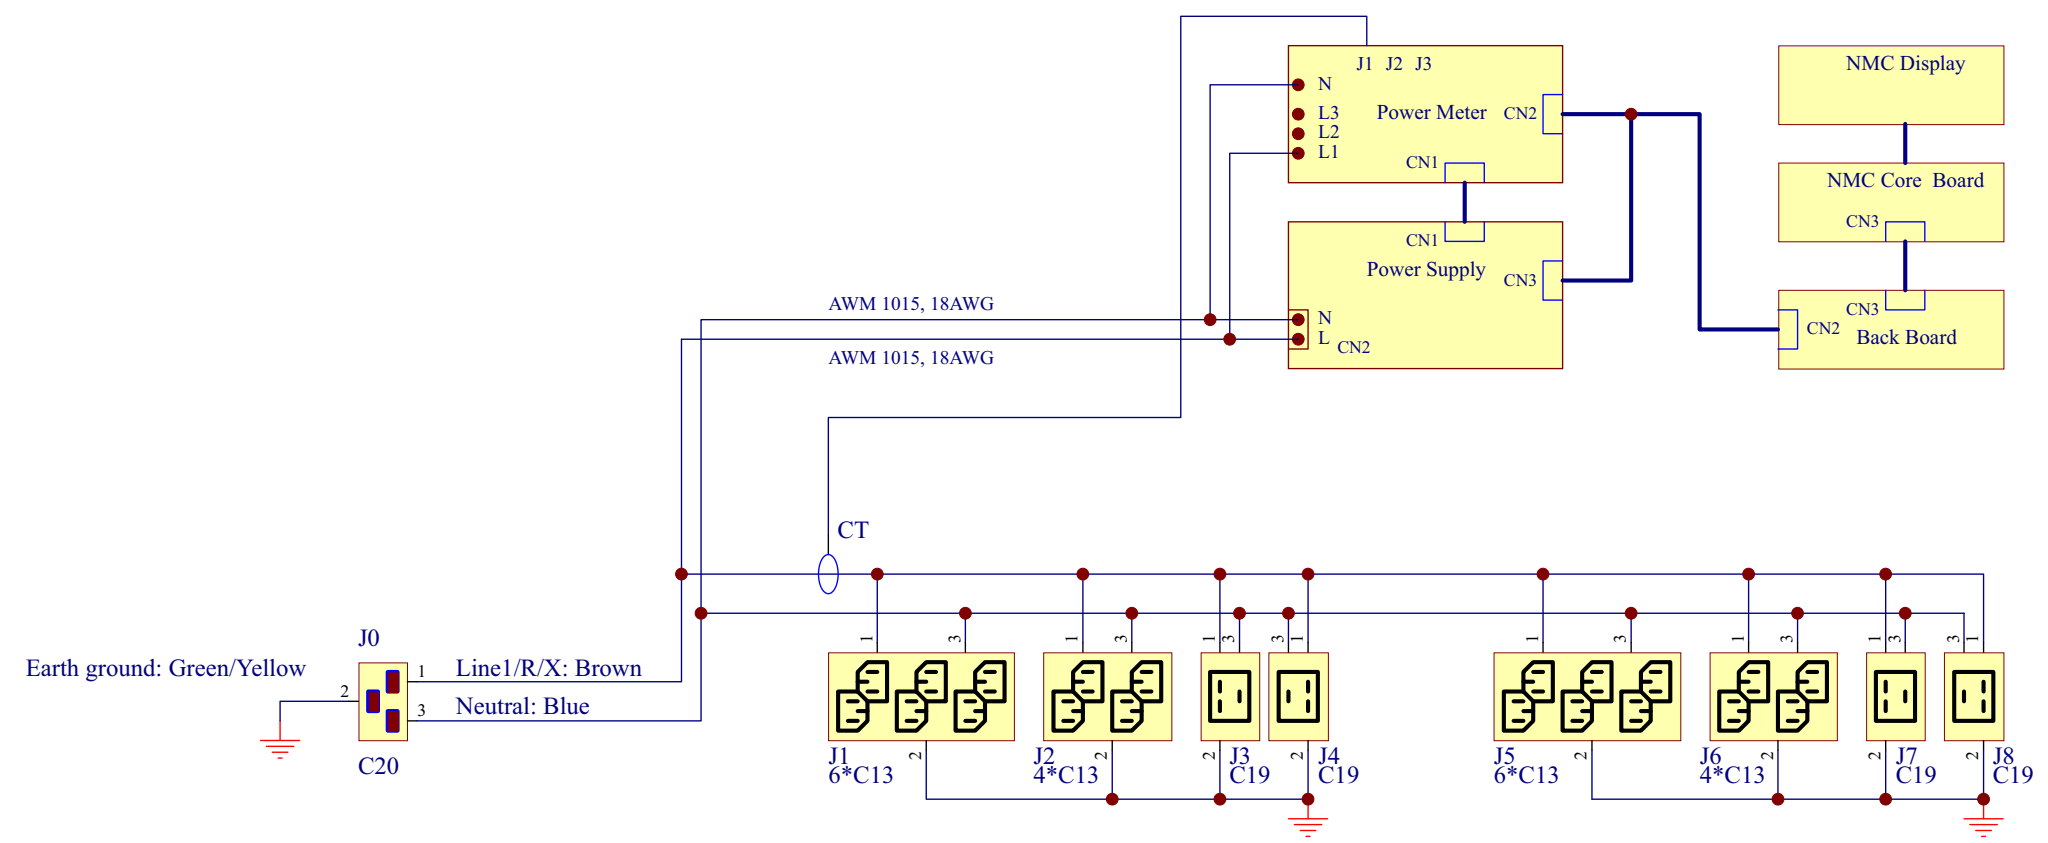 J1 J2 J3
N
L3
L2
L1
Power Meter
CN2
CN1
NMC Display
NMC Core Board
CN3
CN1
Power Supply
CN3
N
L
CN2
CN3
CN2
Back Board
AWM 1015, 18AWG
AWM 1015, 18AWG
CT
J0
Earth ground: Green/Yellow
2
1
Line1/R/X: Brown
3
Neutral: Blue
C20
1
3
1
3
1
3
3
1
1
3
1
3
1
3
3
1
J1
6*C13
2
J2
4*C13
2
2
J3
C19
2
J4
C19
J5
6*C13
2
J6
4*C13
2
2
J7
C19
2
J8
C19